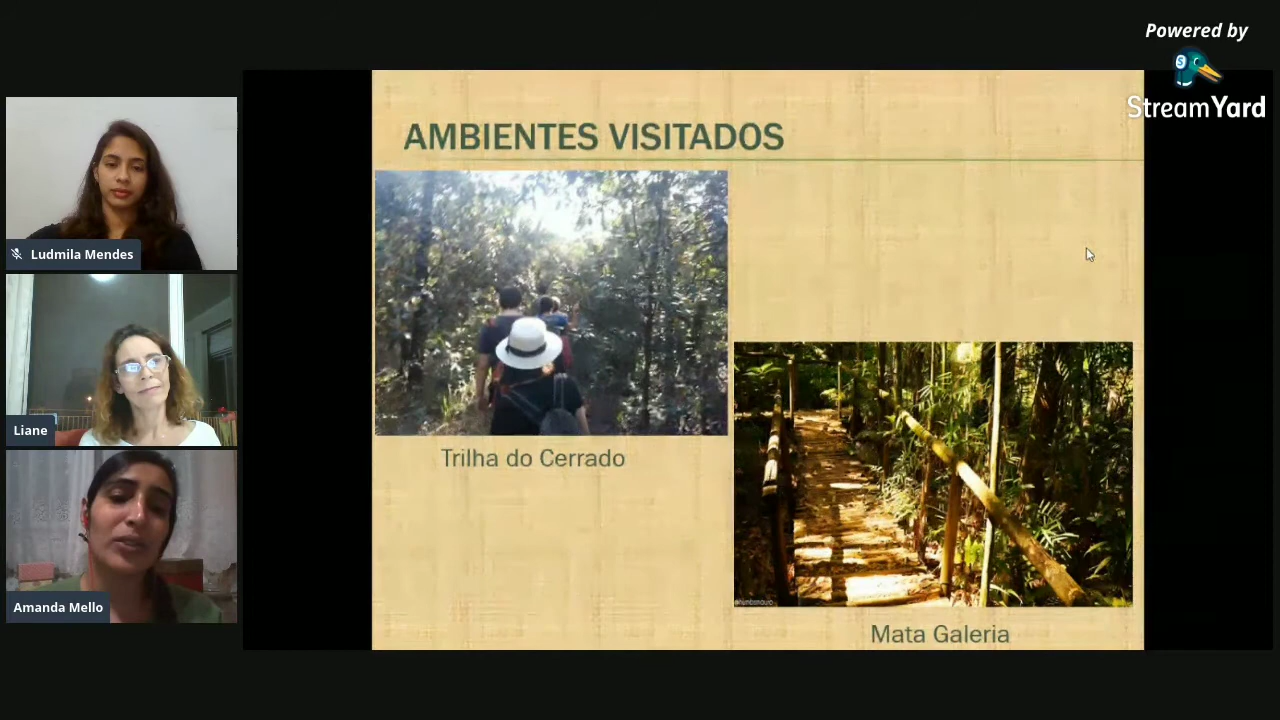 Powered by
StreamYard
AMBIENTES VISITADOS
Ludmila Mendes
Liane
Trilha do Cerrado
Amanda Mello
Mata Galeria